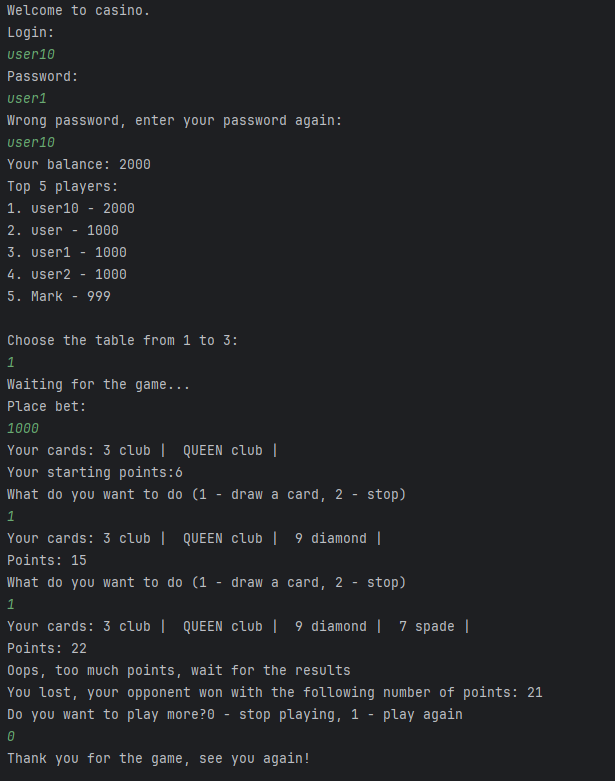 Welcome to casino.
Login:
user10
Password:
user1
Wrong password, enter your password again:
user10
Your balance: 2000
Top 5 players:
1. user10 - 2000
2. user - 1000
3. user1 - 1000
4. user2 - 1000
5. Mark - 999
Choose the table from 1 to 3:
1
Waiting for the game...
Place bet:
1000
Your cards: 3 club |  QUEEN club |
Your starting points:6
What do you want to do (1 - draw a card, 2 - stop)
1
Your cards: 3 club |  QUEEN club |  9 diamond |
Points: 15
What do you want to do (1 - draw a card, 2 - stop)
1
Your cards: 3 club |  QUEEN club |  9 diamond |  7 spade |
Points: 22
Oops, too much points, wait for the results
You lost, your opponent won with the following number of points: 21
Do you want to play more?0 - stop playing, 1 - play again
0
Thank you for the game, see you again!